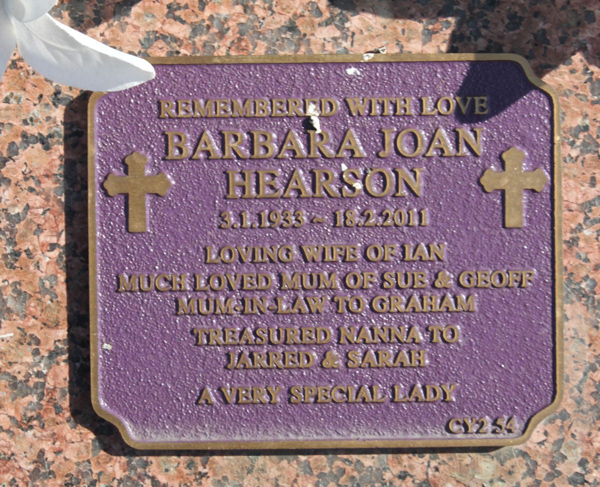 REMEMBERED WITH LOVE
BARBARA JOAN
HEARSON
3.1.1933 ~ 18.2.2011
LOVING WIFE OF IAN
MUCH LOVED MUM OF SUE & GEOFF
MUM-IN-LAW TO GRAHAM
TREASURED NANNA TO
JARRED & SARAH
A VERY SPECIAL LADY
CY2 54